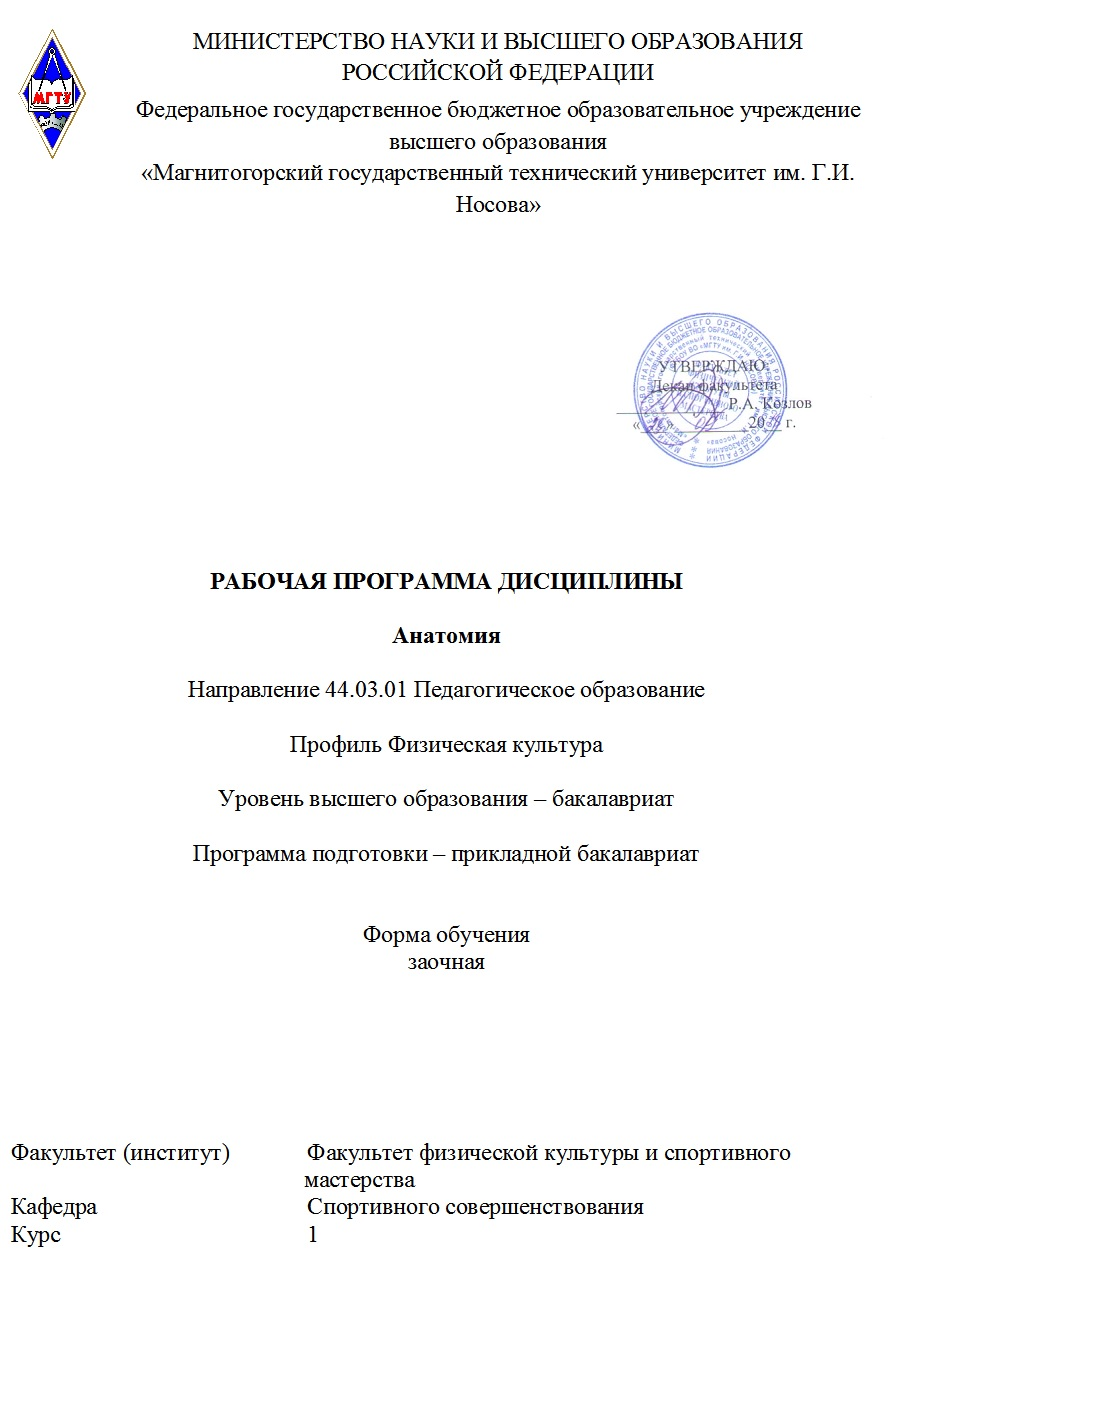 МИНИСТЕРСТВО НАУКИ И ВЫСШЕГО ОБРАЗОВАНИЯ
РОССИЙСКОЙ ФЕДЕРАЦИИ
МГТУ
Федеральное государственное бюджетное образовательное учреждение
высшего образования
«Магнитогорский государственный технический университет им. Г.И.
Носова»
УТВЕРЖДАЮ
Декан факультета
Р.А. Козлов
« » 20 г.
РАБОЧАЯ ПРОГРАММА ДИСЦИПЛИНЫ
Анатомия
Направление 44.03.01 Педагогическое образование
Профиль Физическая культура
Уровень высшего образования – бакалавриат
Программа подготовки – прикладной бакалавриат
Форма обучения
заочная
Факультет (институт) Факультет физической культуры и спортивного
мастерства
Кафедра Спортивного совершенствования
Курс 1